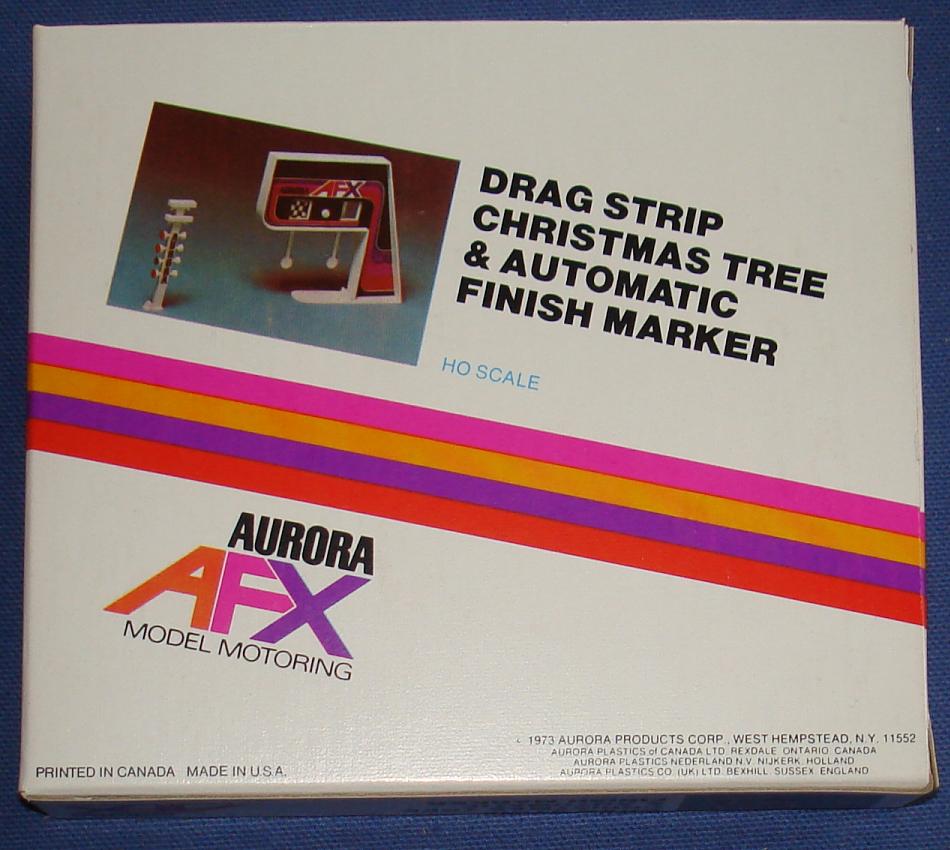 AURORA AFX
DRAG STRIP
CHRISTMAS TREE
& AUTOMATIC
FINISH MARKER
HO SCALE
AURORA
AFX
MODEL MOTORING
© 1973 AURORA PRODUCTS CORP., WEST HEMPSTEAD, N.Y. 11552
AURORA PLASTICS of CANADA LTD. REXDALE ONTARIO CANADA
AURORA PLASTICS NEDERLAND N.V. NIJKERK, HOLLAND
AURORA PLASTICS CO. (UK) LTD. BEXHILL SUSSEX ENGLAND
PRINTED IN CANADA MADE IN U.S.A.